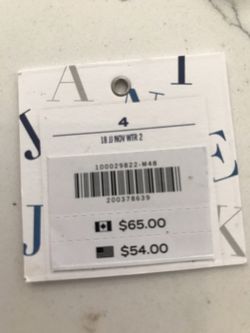 A I
N
4
18 JJ NOV WTR 2
J E
100029822-M48
200378639
$65.00
J K
$54.00